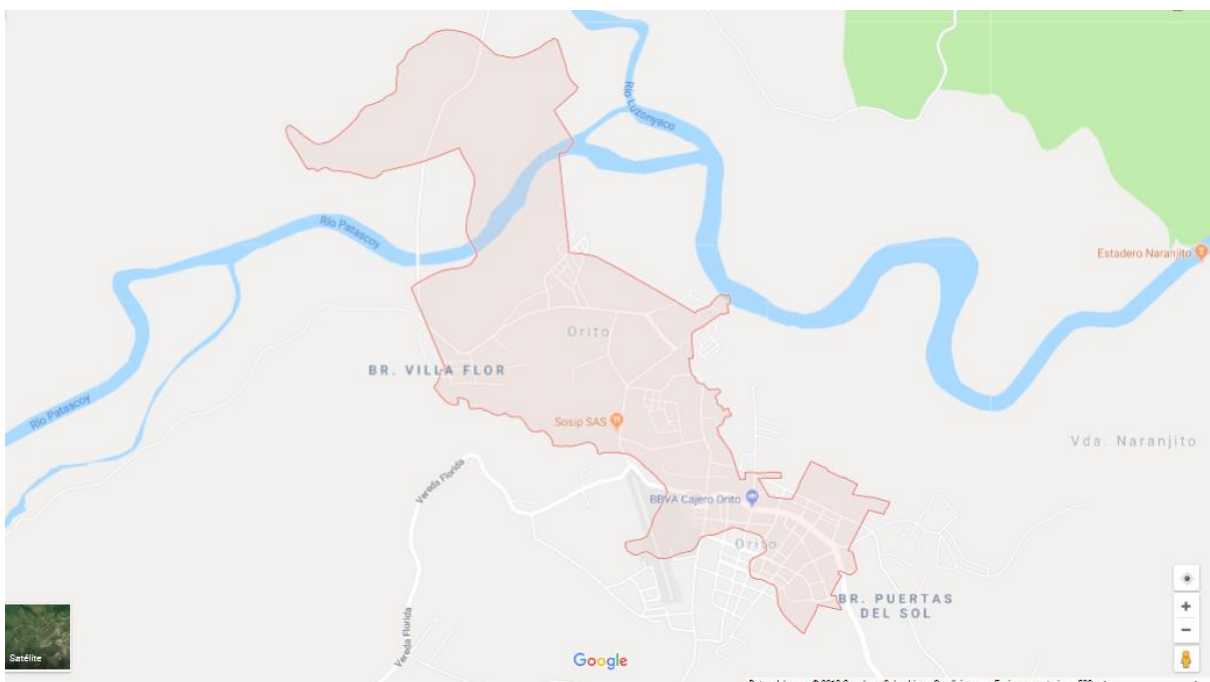 Río Luzonyaco
Río Patascoy
Estadero Naranjito
Orito
BR. VILLA FLOR
Río Patascoy
Sosip SAS
Vda. Naranjito
Vereda Florida
BBVA Cajero Orito
Orito
BR. PUERTAS
DEL SOL
Vereda Florida
Satélite
Google